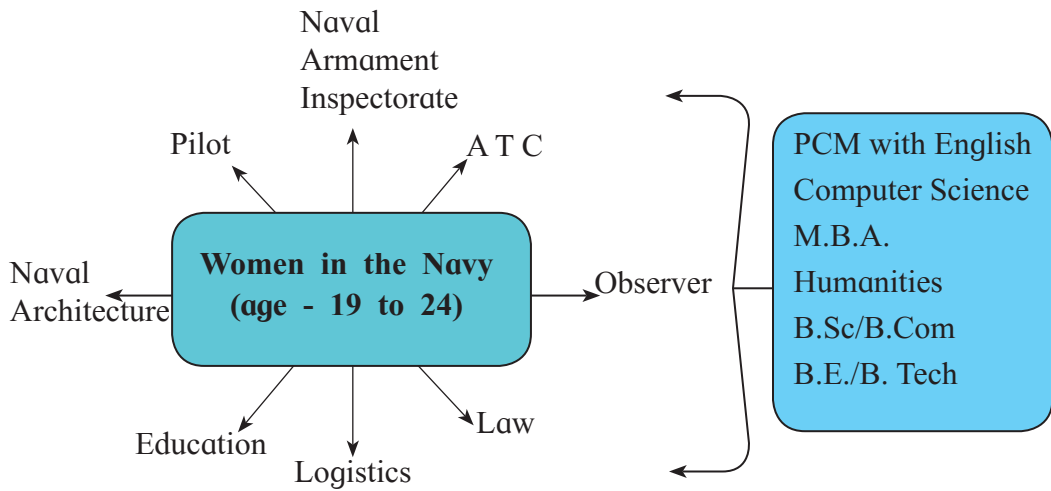 Naval
Armament
Inspectorate
Pilot
A T C
Women in the Navy
(age - 19 to 24)
Naval
Architecture
Observer
Education
Logistics
Law
PCM with English
Computer Science
M.B.A.
Humanities
B.Sc/B.Com
B.E./B. Tech